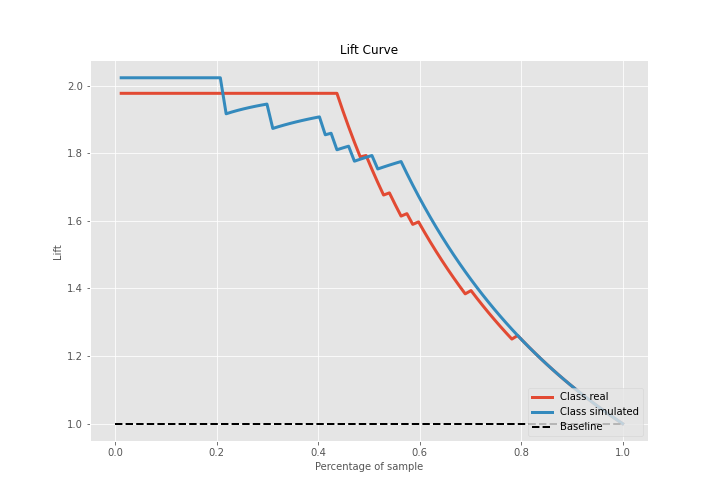 Lift Curve
2.0
1.8
1.6
1.4
1.2
1.0
Lift
0.0 0.2 0.4 0.6 0.8 1.0
Percentage of sample
Class real
Class simulated
Baseline